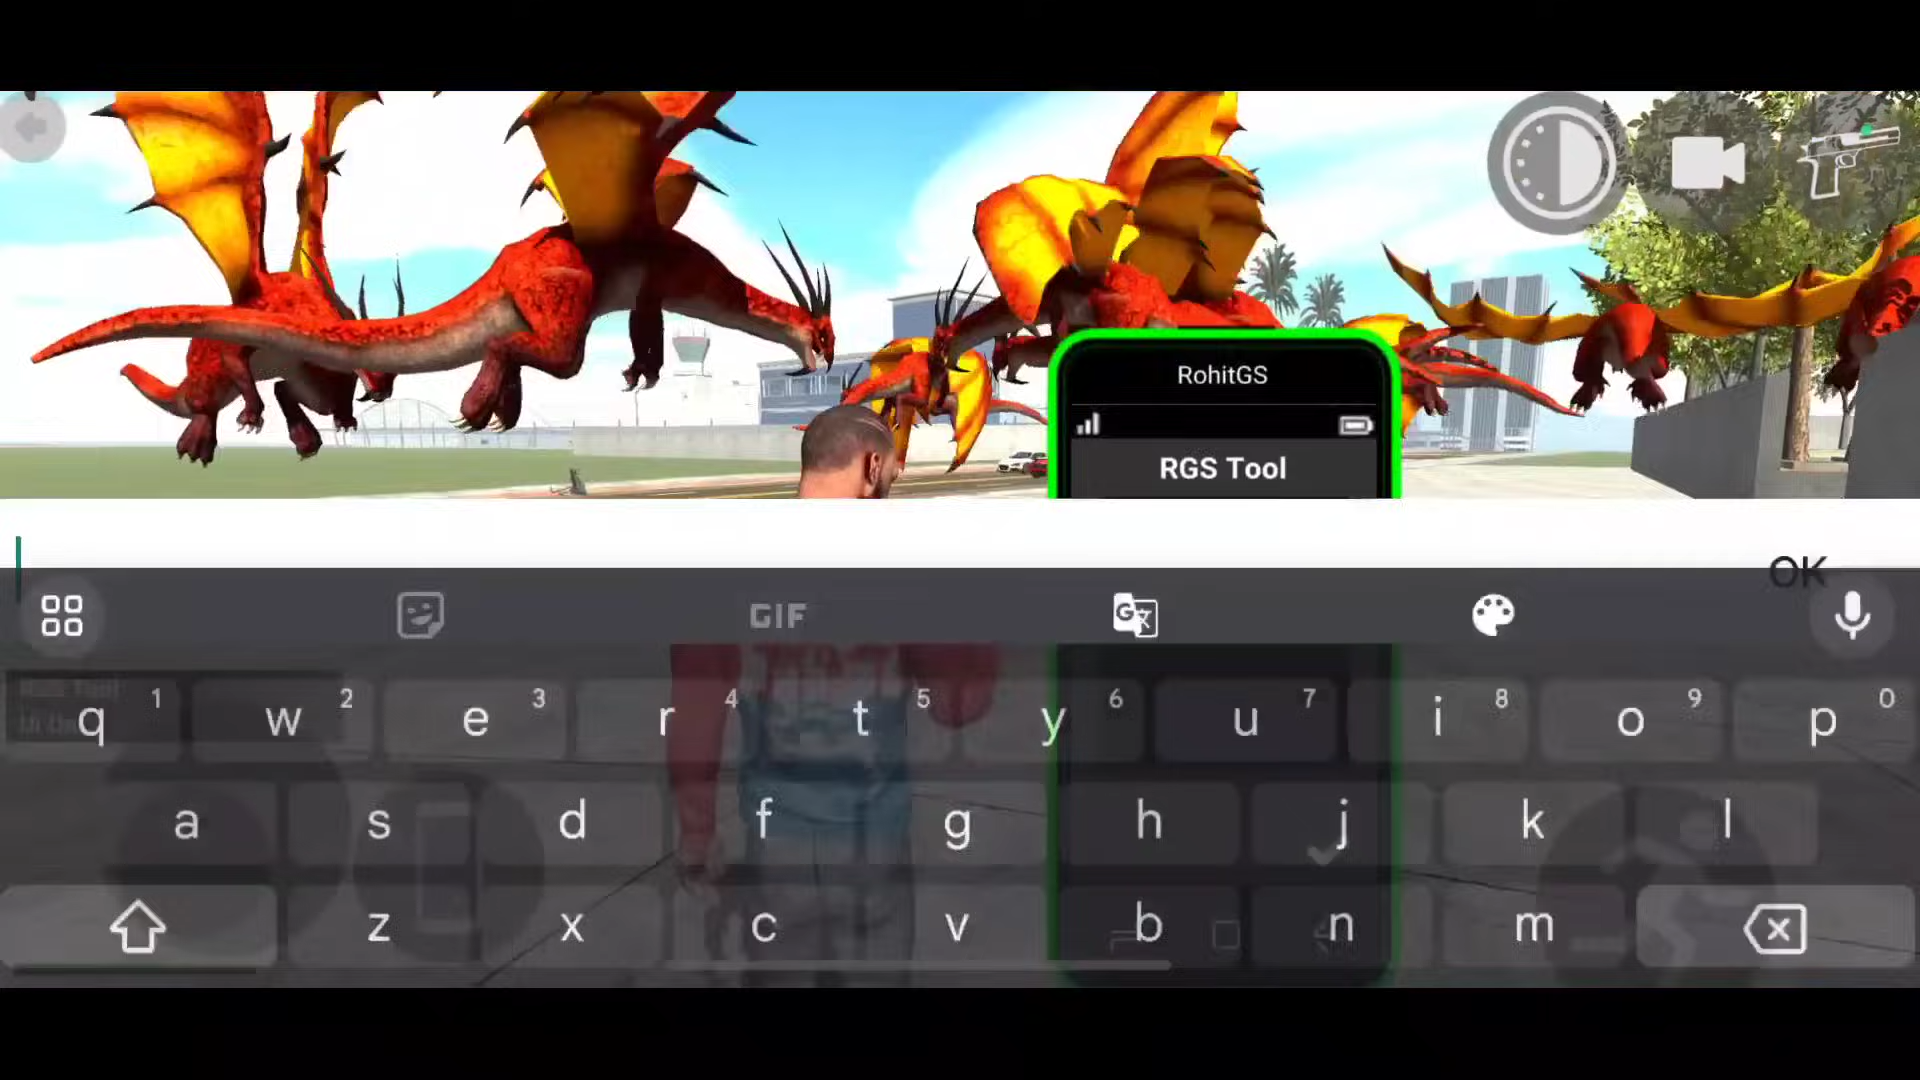 RohitGS
RGS Tool
OK
GIF
q 1 w 2 e 3 r 4 t 5 y 6 u 7 i 8 o 9 p 0
a s d f g h j k l
z x c v b n m